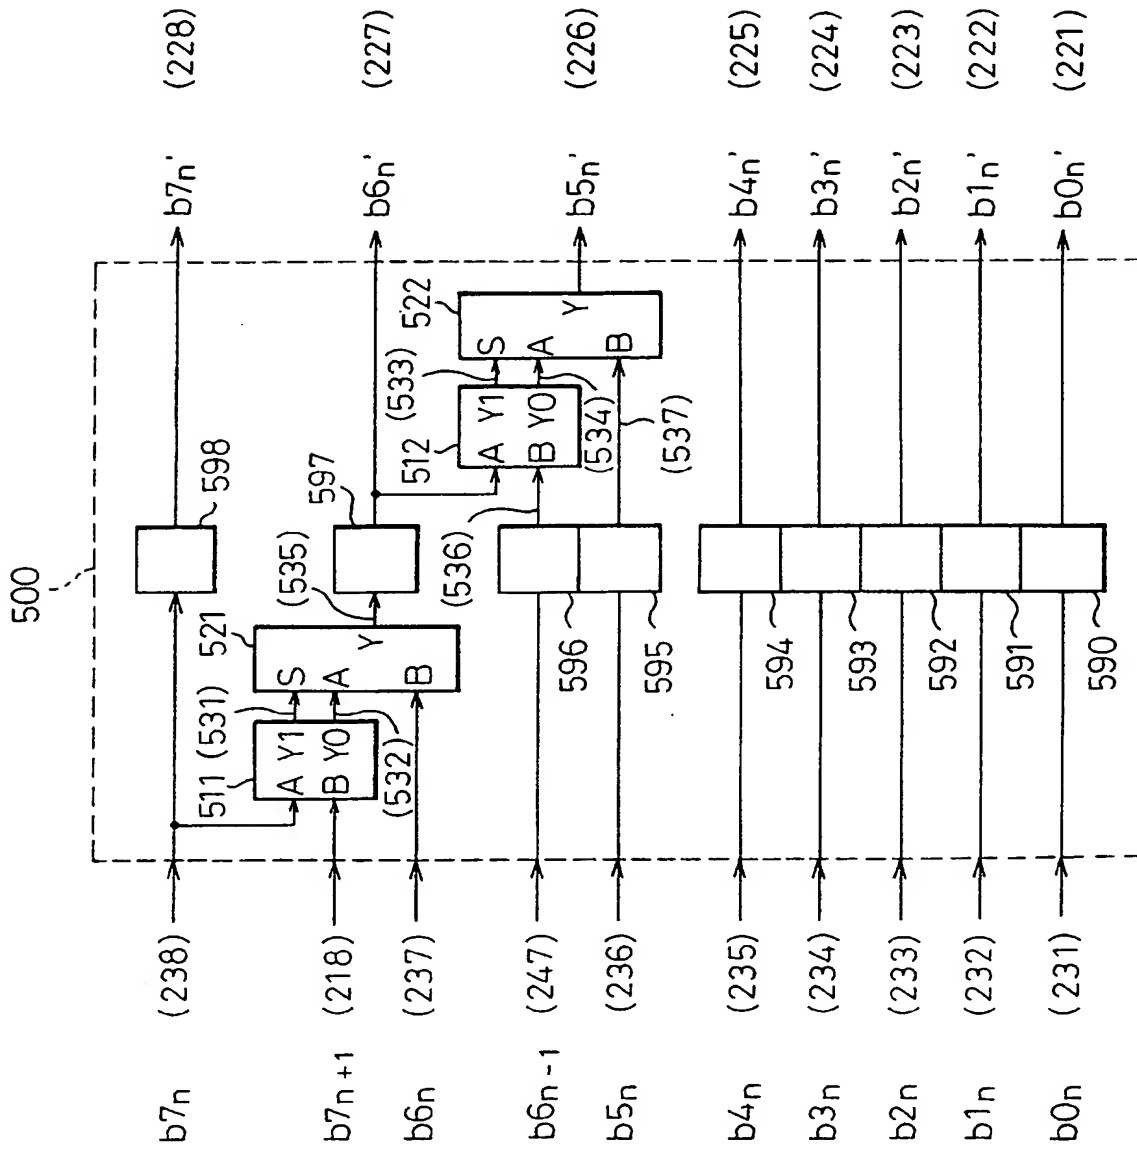 500
b7n (238) b7n' (228)
598
511 (531) 521 (535) 597
A Y1 S Y
B Y0 A
B
(532)
b7n+1 (218)
b6n (237) b6n' (227)
(536) 512 (533) 522
A Y1 S Y
B Y0 A
B
(534)
(537)
b6n-1 (247)
596
b5n (236) b5n' (226)
595
b4n (235) b4n' (225)
594
b3n (234) b3n' (224)
593
b2n (233) b2n' (223)
592
b1n (232) b1n' (222)
591
b0n (231) b0n' (221)
590